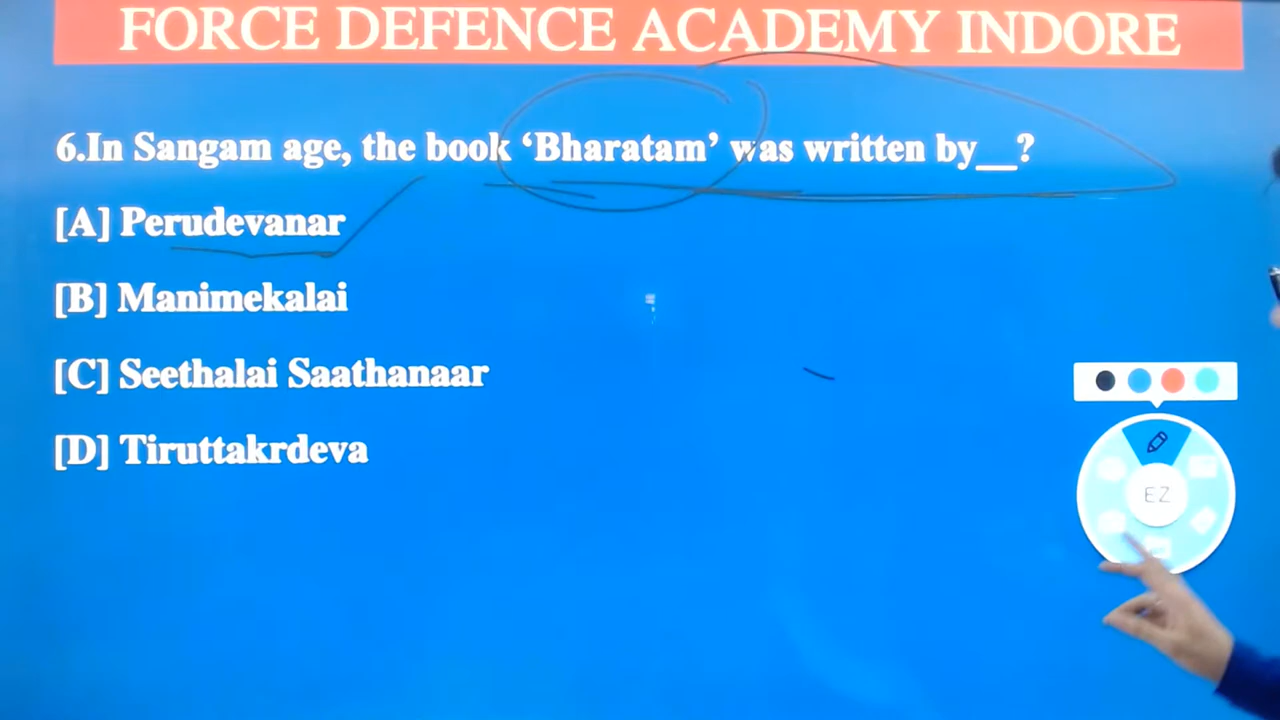 FORCE DEFENCE ACADEMY INDORE
6.In Sangam age, the book ‘Bharatam’ was written by__?
[A] Perudevanar
[B] Manimekalai
[C] Seethalai Saathanaar
[D] Tiruttakrdeva
EZ